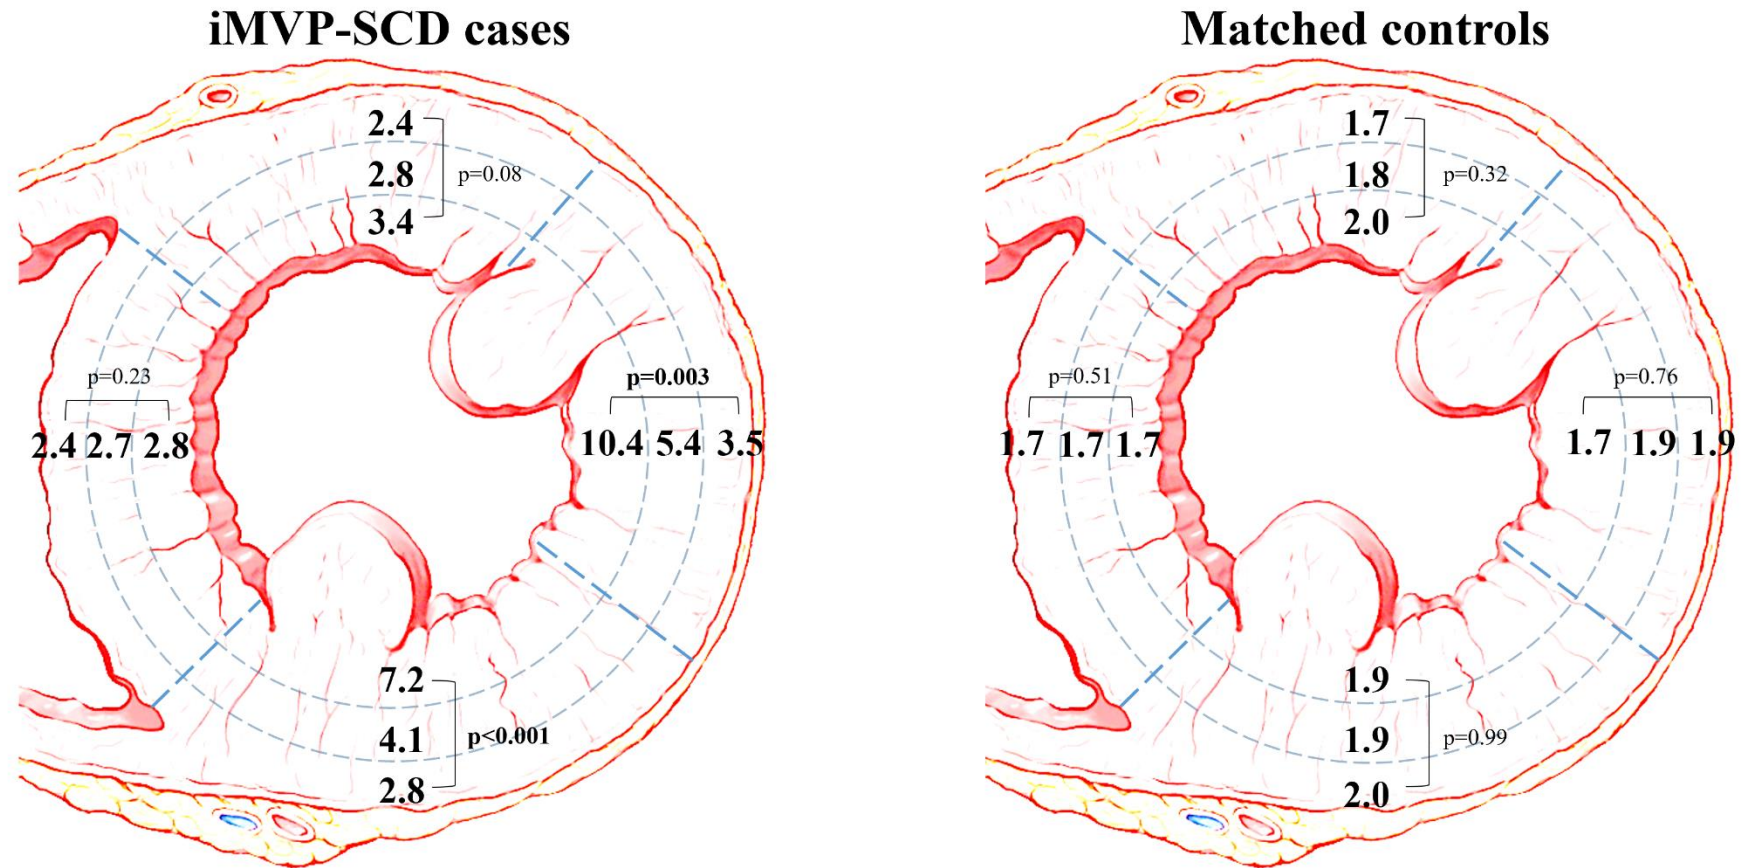 iMVP-SCD cases
2.4
2.8
3.4
p=0.08
p=0.23
2.4 2.7 2.8
p=0.003
10.4 5.4 3.5
7.2
4.1
2.8
p<0.001
Matched controls
1.7
1.8
2.0
p=0.32
p=0.51
1.7 1.7 1.7
p=0.76
1.7 1.9 1.9
1.9
1.9
2.0
p=0.99